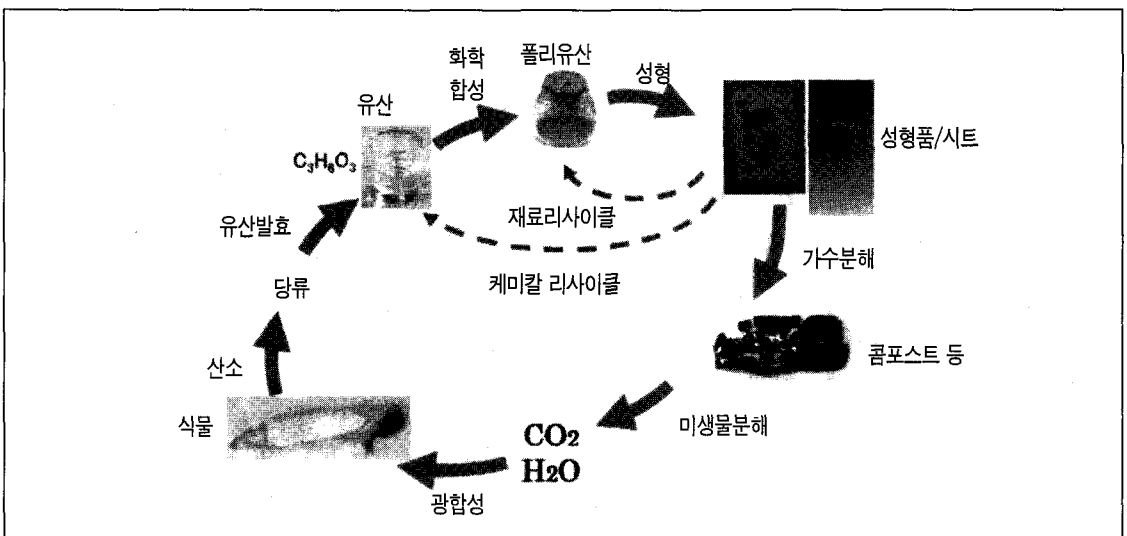 화학
합성
폴리유산
성형
유산
C₃H₆O₃
성형품/시트
유산발효
재료리사이클
가수분해
당류
케미칼 리사이클
산소
콤포스트 등
식물
미생물분해
CO₂
H₂O
광합성